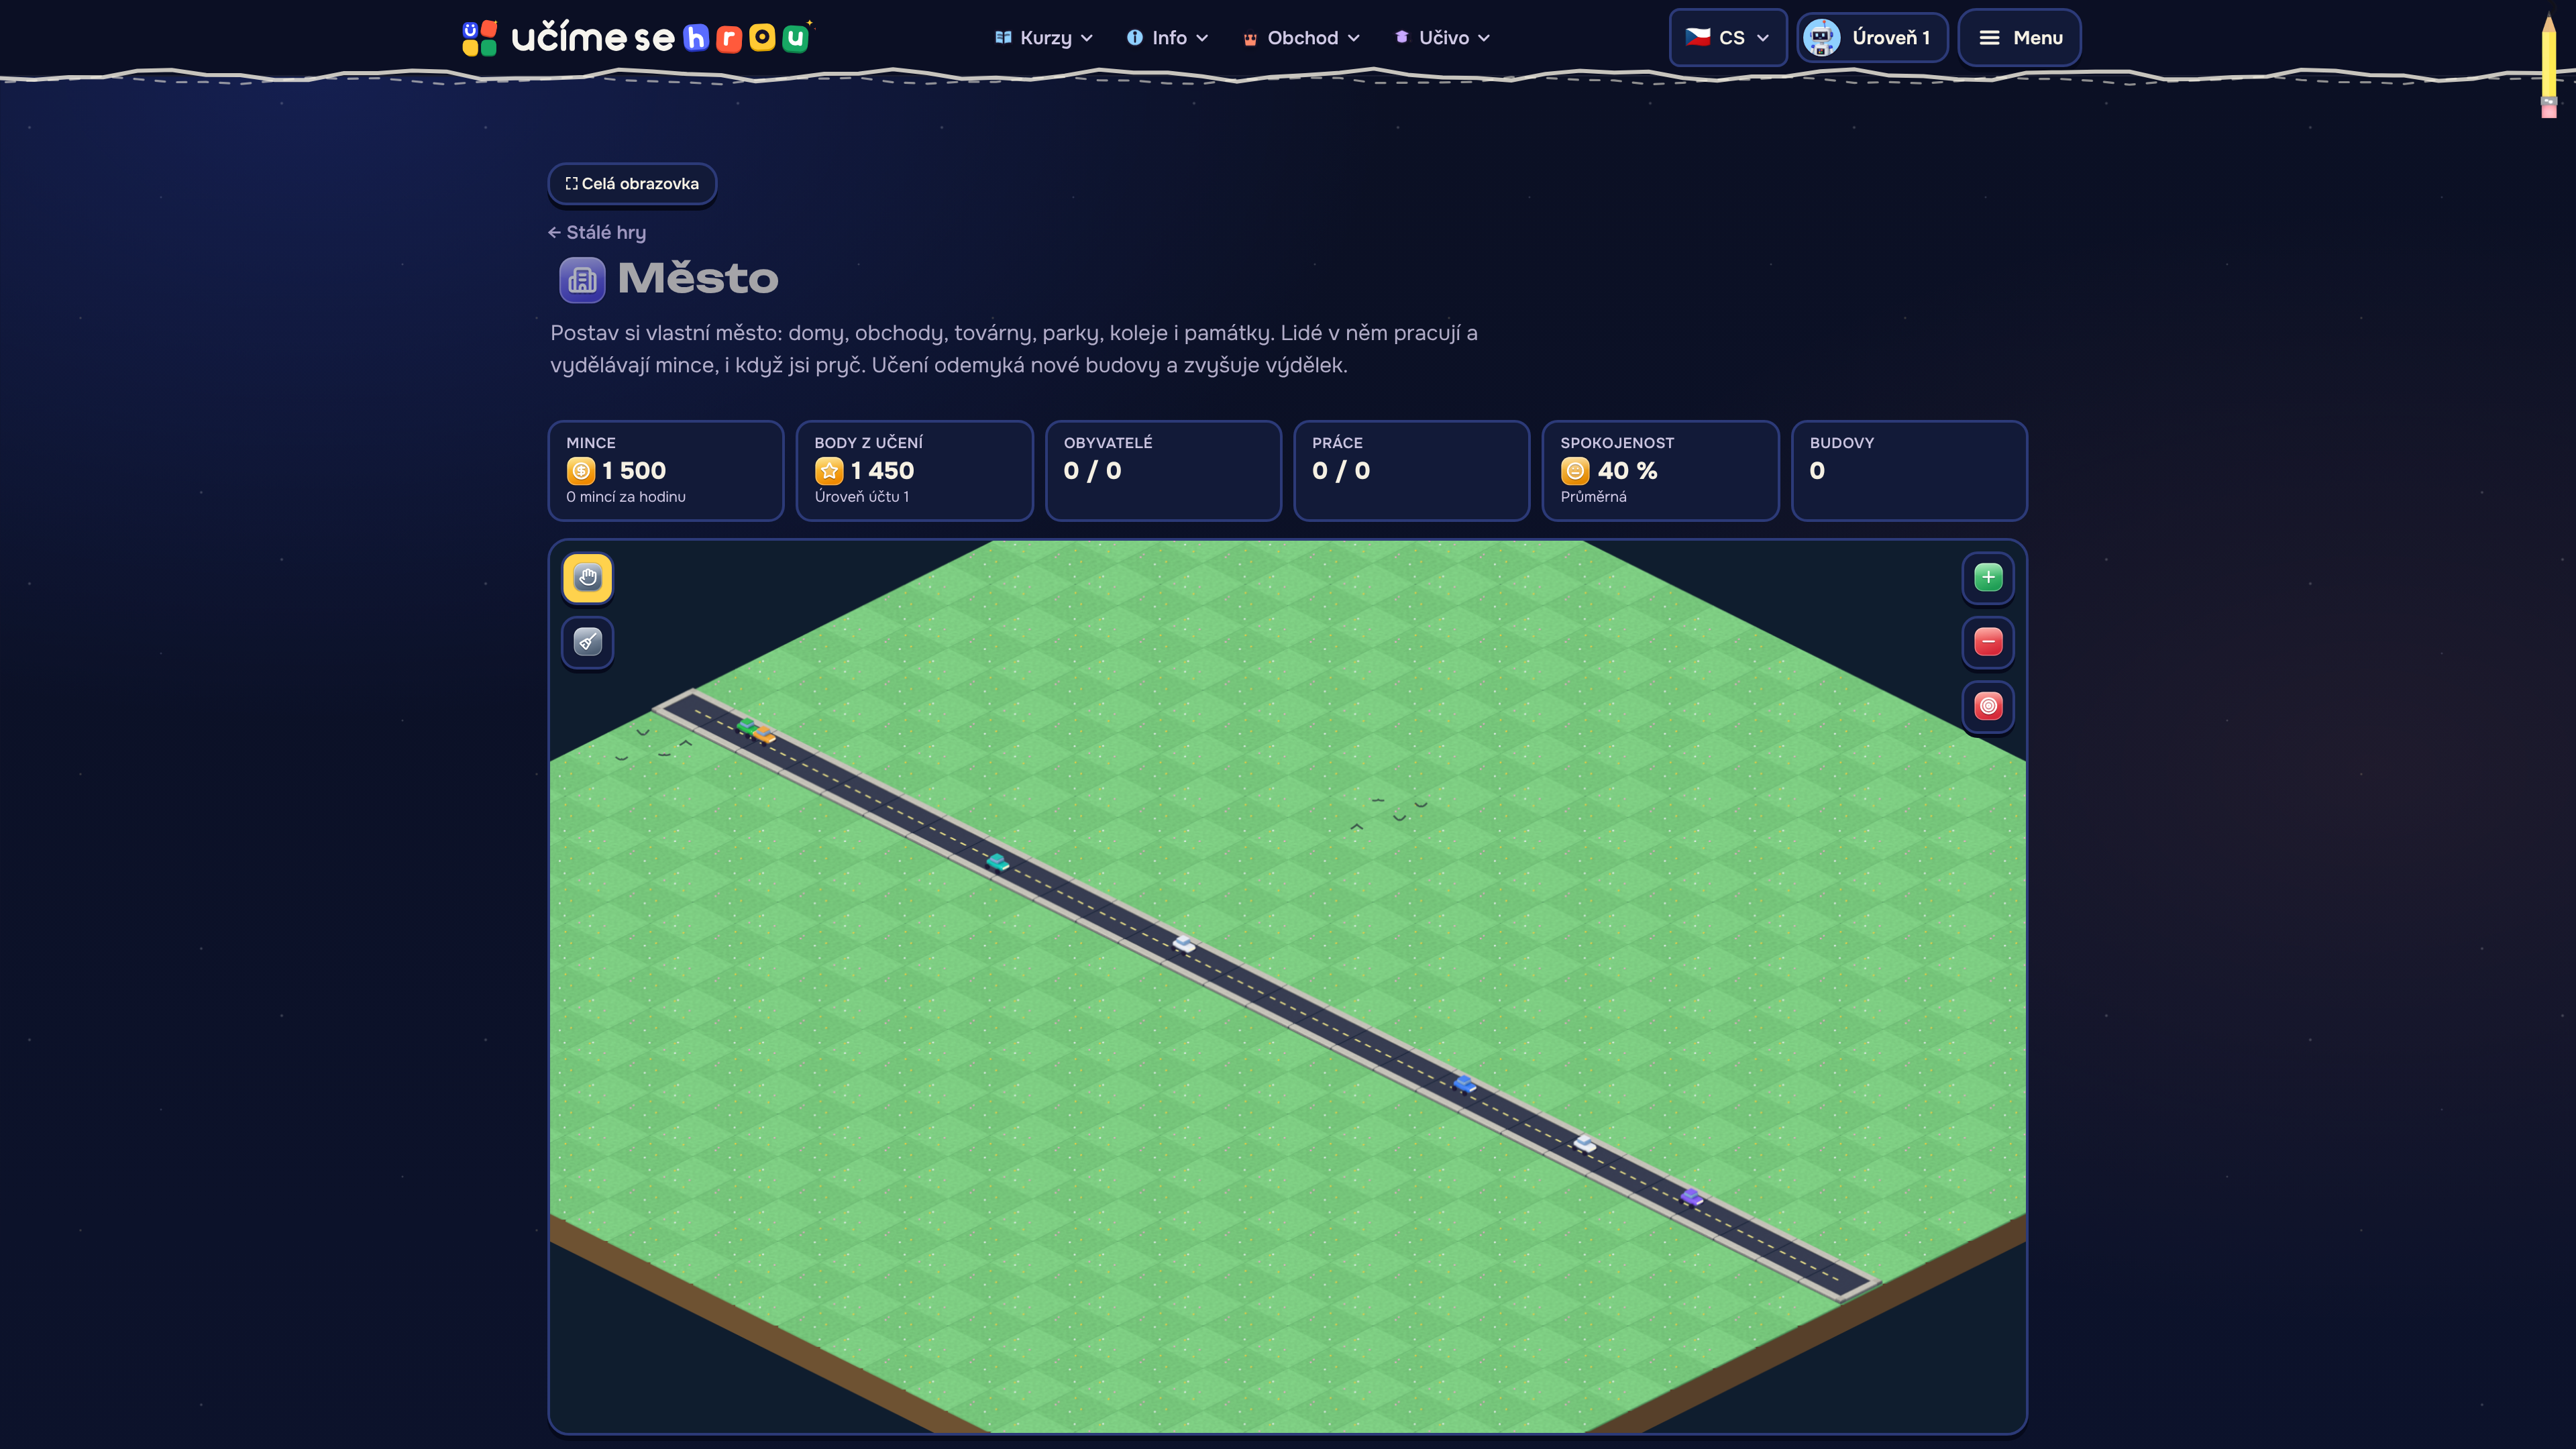 učíme se hrou
Kurzy
Info
Obchod
Učivo
CS
Úroveň 1
Menu
Celá obrazovka
← Stálé hry
Město
Postav si vlastní město: domy, obchody, továrny, parky, koleje i památky. Lidé v něm pracují a
vydělávají mince, i když jsi pryč. Učení odemyká nové budovy a zvyšuje výdělek.
MINCE
1 500
0 mincí za hodinu
BODY Z UČENÍ
1 450
Úroveň účtu 1
OBYVATELÉ
0 / 0
PRÁCE
0 / 0
SPOKOJENOST
40 %
Průměrná
BUDOVY
0